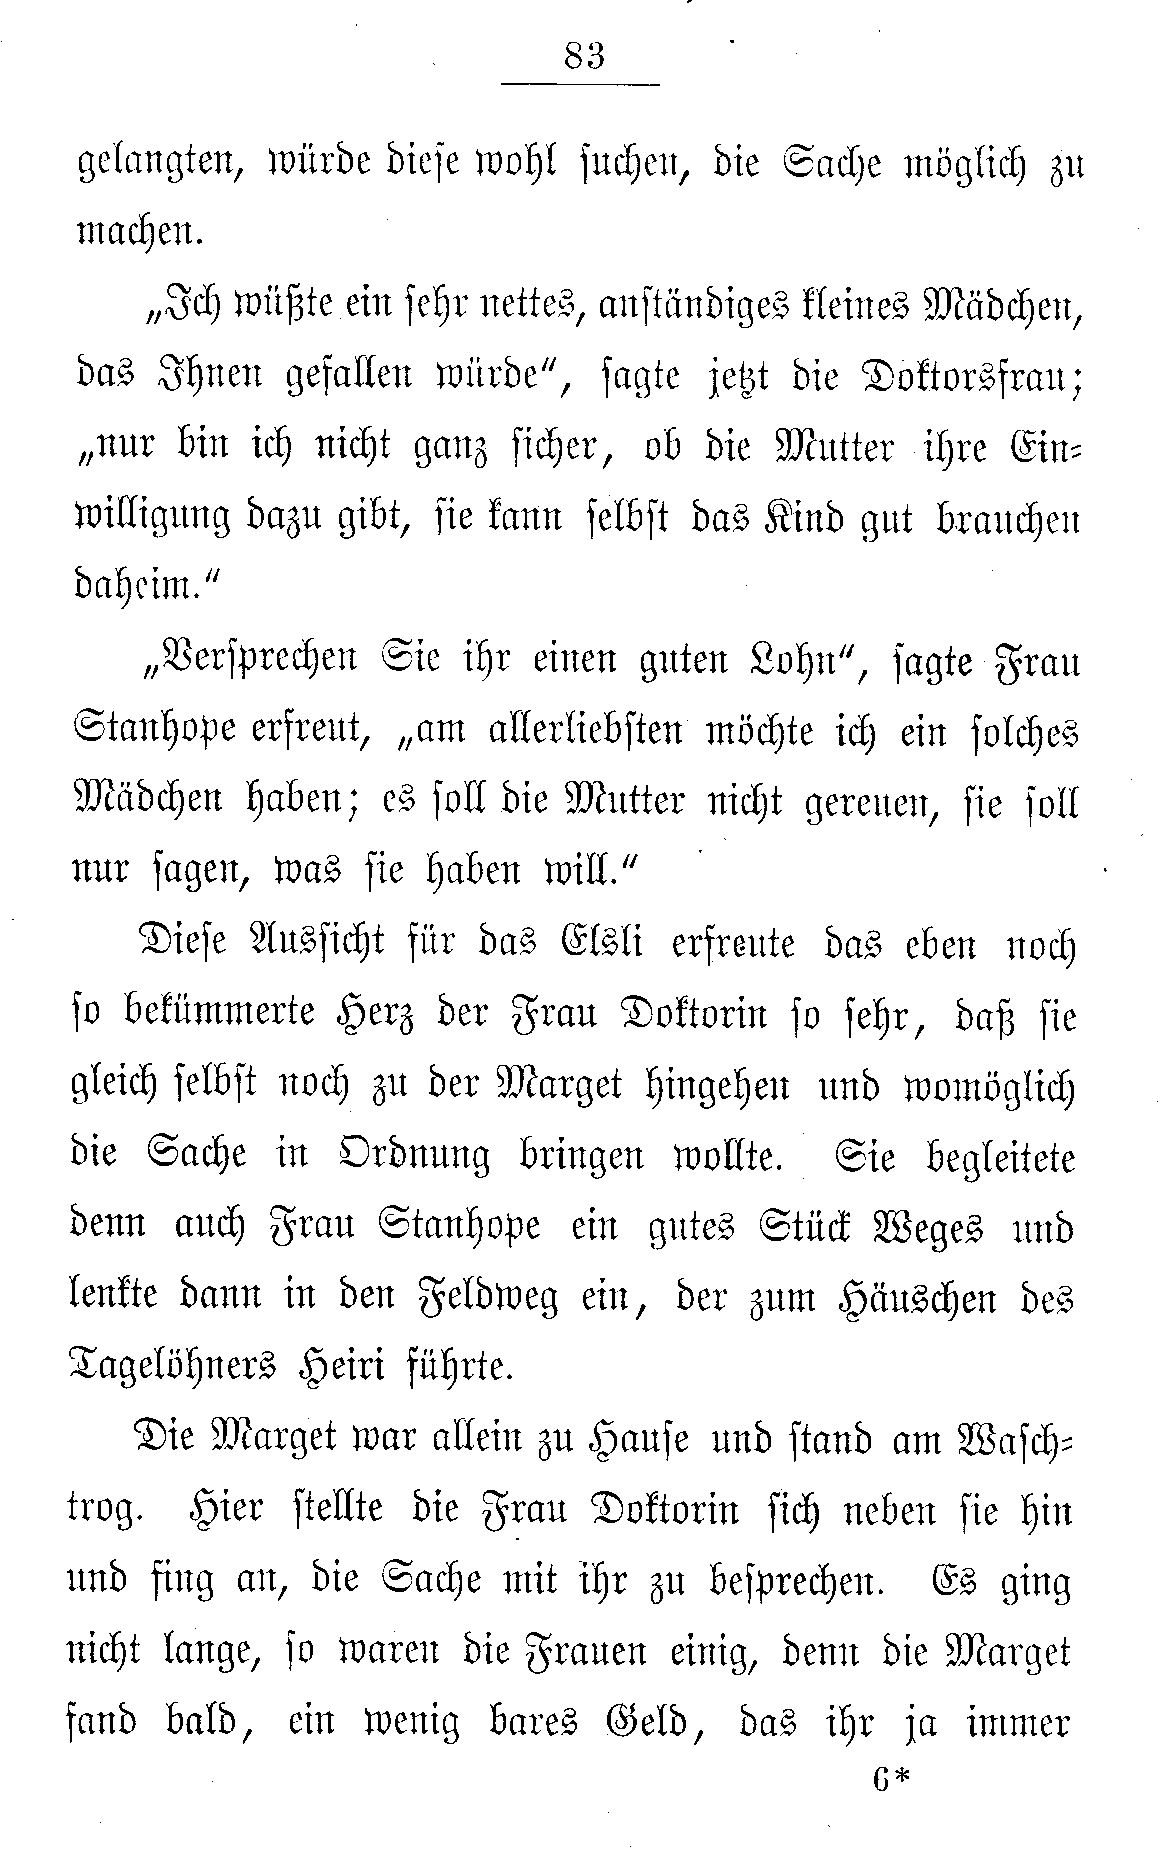 83
gelangten, würde diese wohl suchen, die Sache möglich zu
machen.
„Ich wüßte ein sehr nettes, anständiges kleines Mädchen,
das Ihnen gefallen würde“, sagte jetzt die Doktorsfrau;
„nur bin ich nicht ganz sicher, ob die Mutter ihre Ein-
willigung dazu gibt, sie kann selbst das Kind gut brauchen
daheim.“
„Versprechen Sie ihr einen guten Lohn“, sagte Frau
Stanhope erfreut, „am allerliebsten möchte ich ein solches
Mädchen haben; es soll die Mutter nicht gereuen, sie soll
nur sagen, was sie haben will.“
Diese Aussicht für das Elsli erfreute das eben noch
so bekümmerte Herz der Frau Doktorin so sehr, daß sie
gleich selbst noch zu der Marget hingehen und womöglich
die Sache in Ordnung bringen wollte. Sie begleitete
denn auch Frau Stanhope ein gutes Stück Weges und
lenkte dann in den Feldweg ein, der zum Häuschen des
Tagelöhners Heiri führte.
Die Marget war allein zu Hause und stand am Wasch-
trog. Hier stellte die Frau Doktorin sich neben sie hin
und fing an, die Sache mit ihr zu besprechen. Es ging
nicht lange, so waren die Frauen einig, denn die Marget
fand bald, ein wenig bares Geld, das ihr ja immer
6*